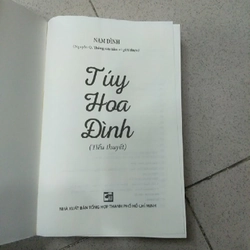 NAM ĐÌNH
Túy
Hoa
Đình
(Tiểu thuyết)
NHÀ XUẤT BẢN TỔNG HỢP THÀNH PHỐ HỒ CHÍ MINH